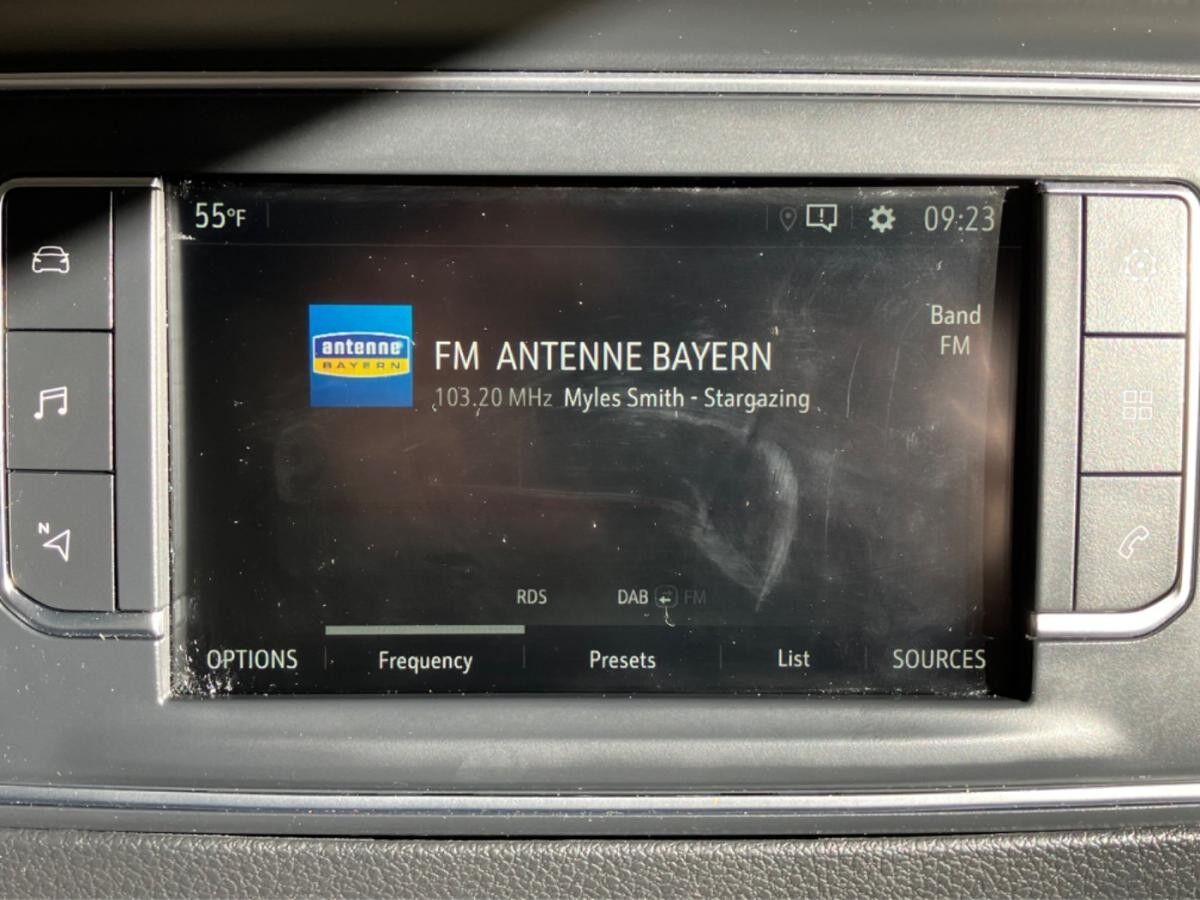 55°F
09:23
Band
FM
antenne
BAYERN
FM ANTENNE BAYERN
103.20 MHz Myles Smith - Stargazing
N
RDS
DAB FM
OPTIONS Frequency Presets List SOURCES